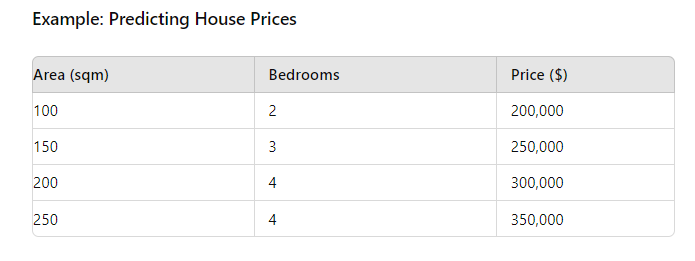 Example: Predicting House Prices
Area (sqm) Bedrooms Price ($)
100 2 200,000
150 3 250,000
200 4 300,000
250 4 350,000